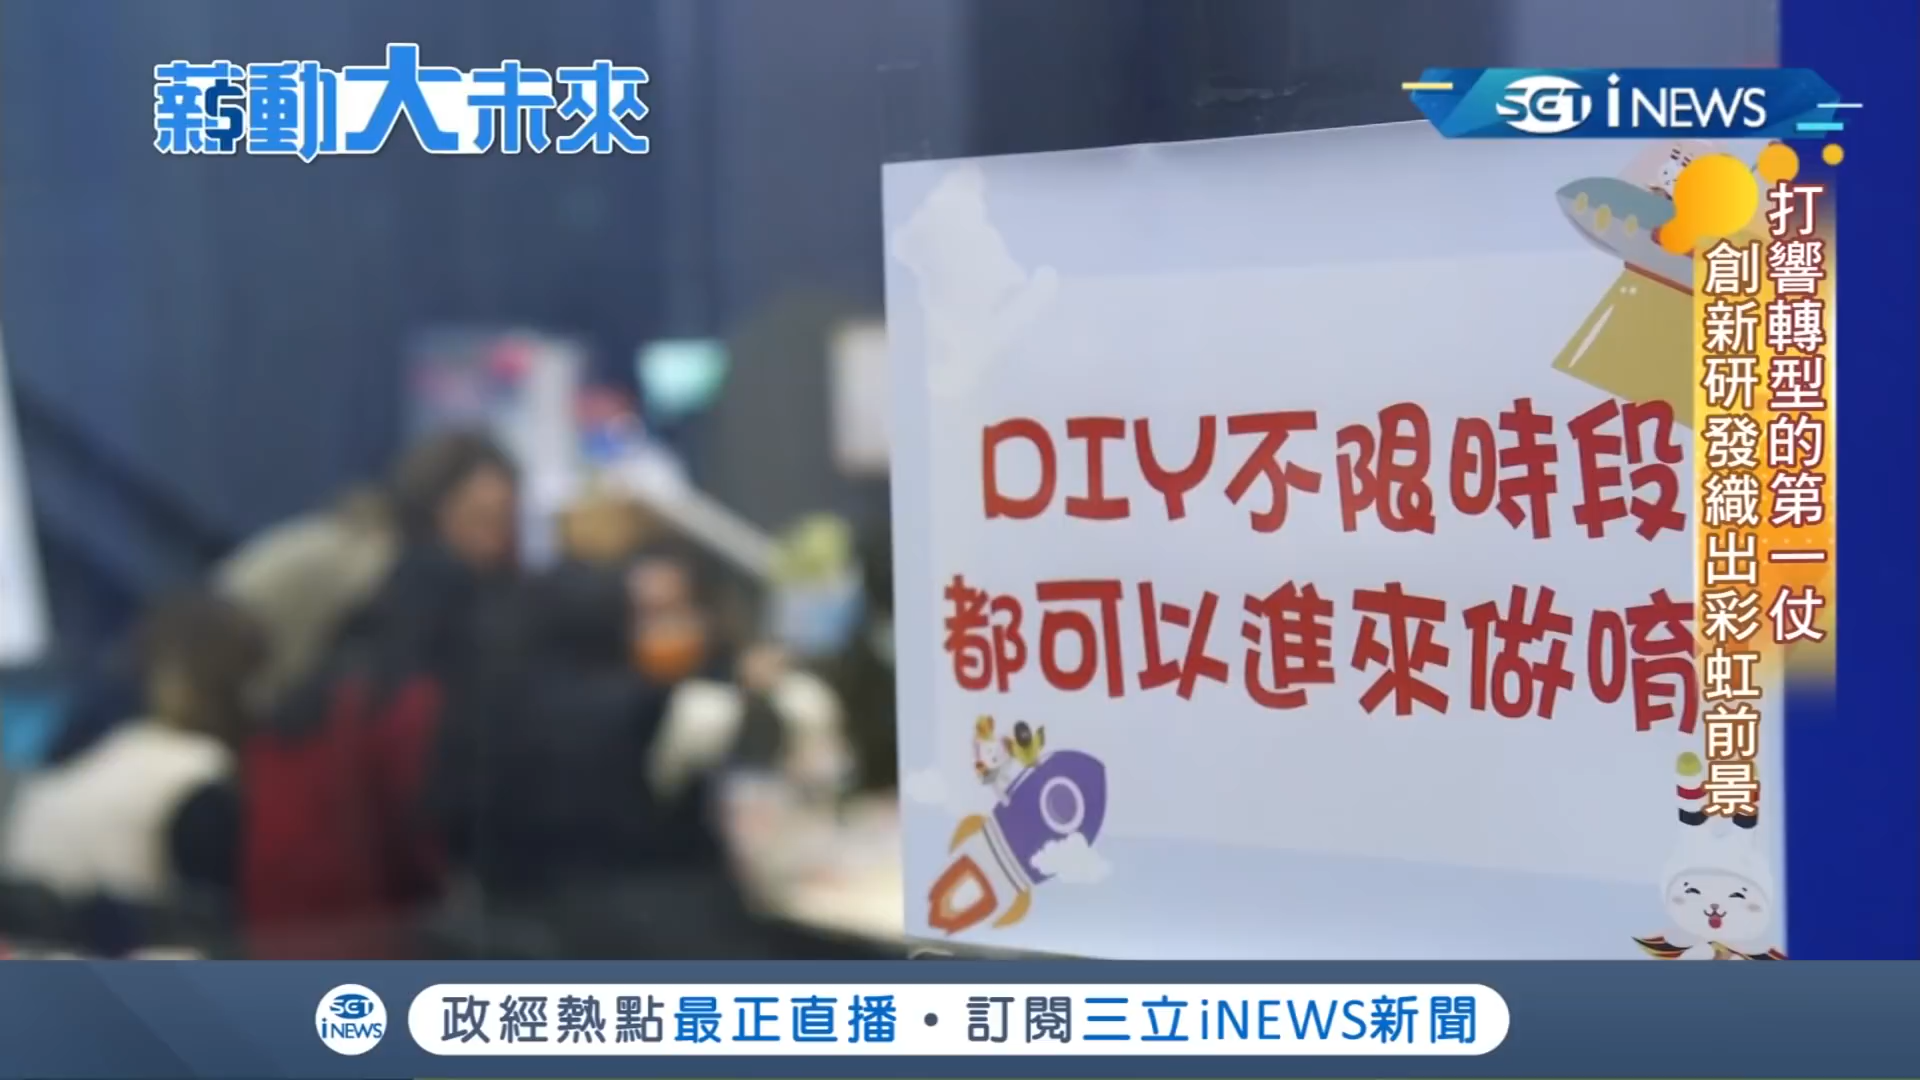 薪動大未來
SET iNEWS
打響轉型的第一仗
創新研發織出彩虹前景
DIY不限時段
都可以進來做唷
SET iNEWS
政經熱點最正直播・訂閱三立iNEWS新聞